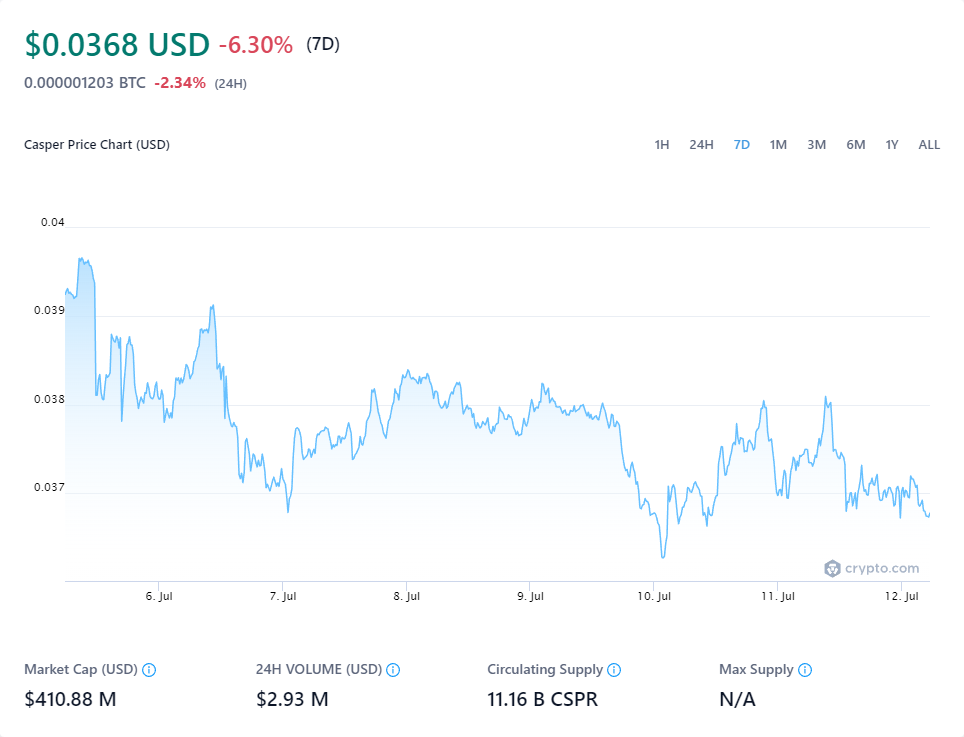 $0.0368 USD -6.30% (7D)
0.000001203 BTC -2.34% (24H)
Casper Price Chart (USD)
1H 24H 7D 1M 3M 6M 1Y ALL
0.04
0.039
0.038
0.037
crypto.com
6. Jul 7. Jul 8. Jul 9. Jul 10. Jul 11. Jul 12. Jul
Market Cap (USD) 24H VOLUME (USD) Circulating Supply Max Supply
$410.88 M $2.93 M 11.16 B CSPR N/A